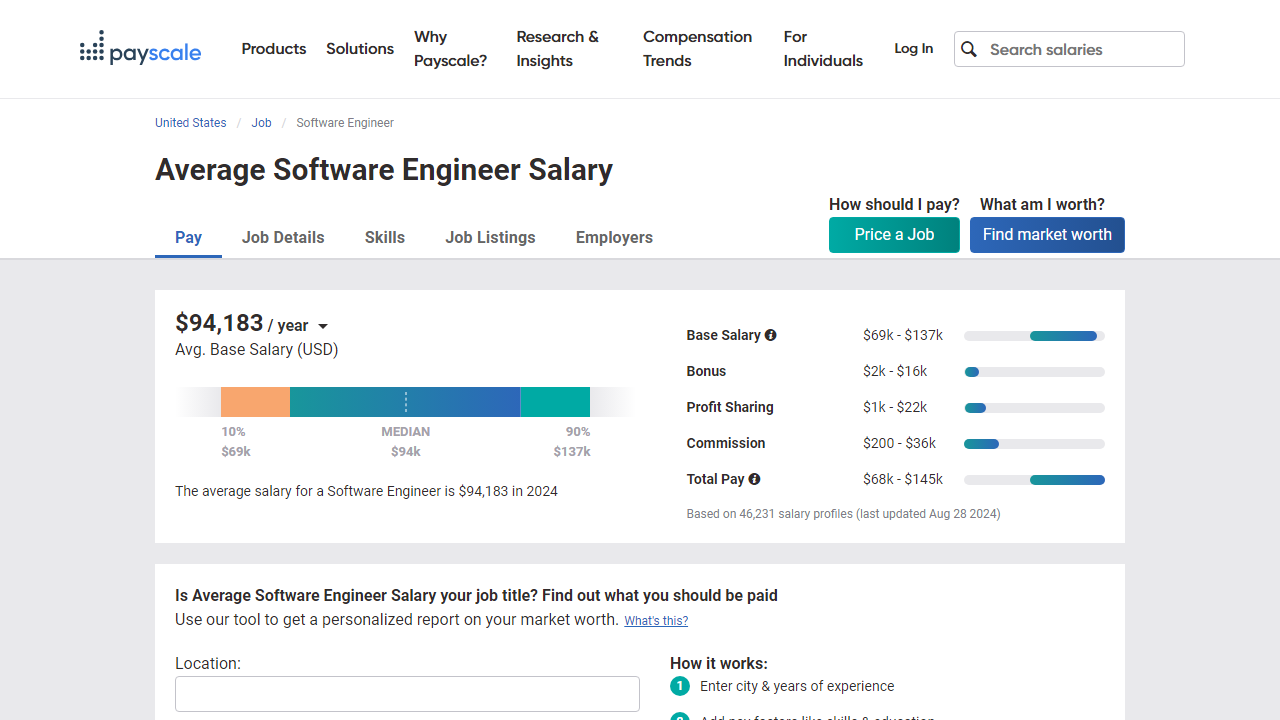 payscale
Products
Solutions
Why
Payscale?
Research &
Insights
Compensation
Trends
For
Individuals
Log In
Search salaries
United States / Job / Software Engineer
Average Software Engineer Salary
How should I pay?
What am I worth?
Pay
Job Details
Skills
Job Listings
Employers
Price a Job
Find market worth
$94,183 / year
Avg. Base Salary (USD)
10%
$69k
MEDIAN
$94k
90%
$137k
The average salary for a Software Engineer is $94,183 in 2024
Base Salary $69k - $137k
Bonus $2k - $16k
Profit Sharing $1k - $22k
Commission $200 - $36k
Total Pay $68k - $145k
Based on 46,231 salary profiles (last updated Aug 28 2024)
Is Average Software Engineer Salary your job title? Find out what you should be paid
Use our tool to get a personalized report on your market worth. What's this?
Location:
How it works:
1 Enter city & years of experience
2 Add pay factors like skills & education